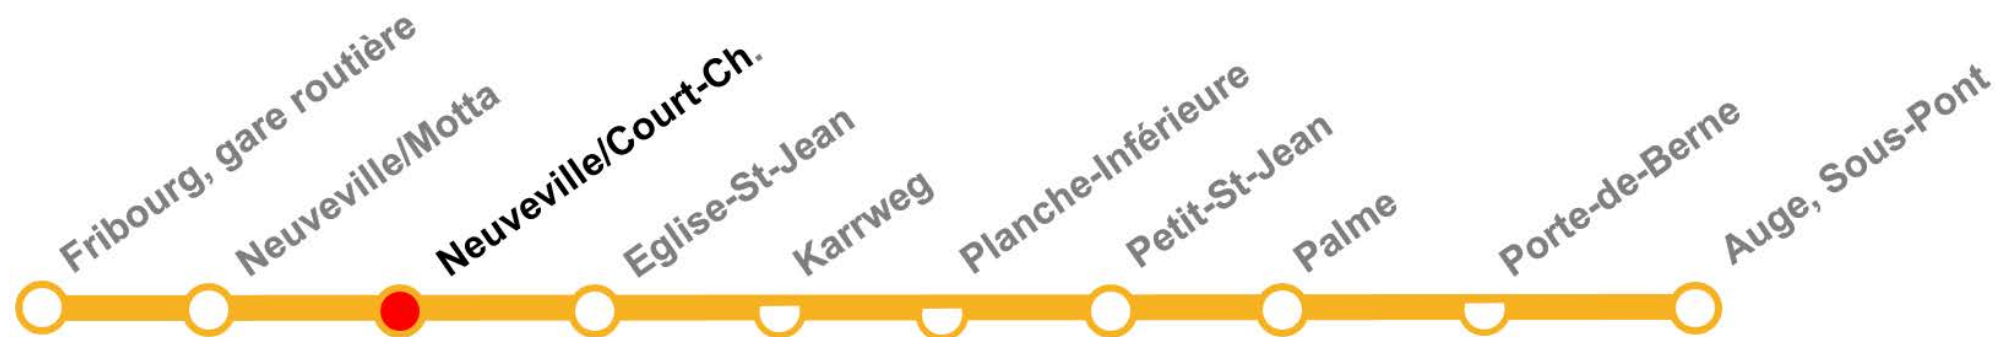 Fribourg, gare routière
Neuveville/Motta
Neuveville/Court-Ch.
Eglise-St-Jean
Karrweg
Planche-Inférieure
Petit-St-Jean
Palme
Porte-de-Berne
Auge, Sous-Pont